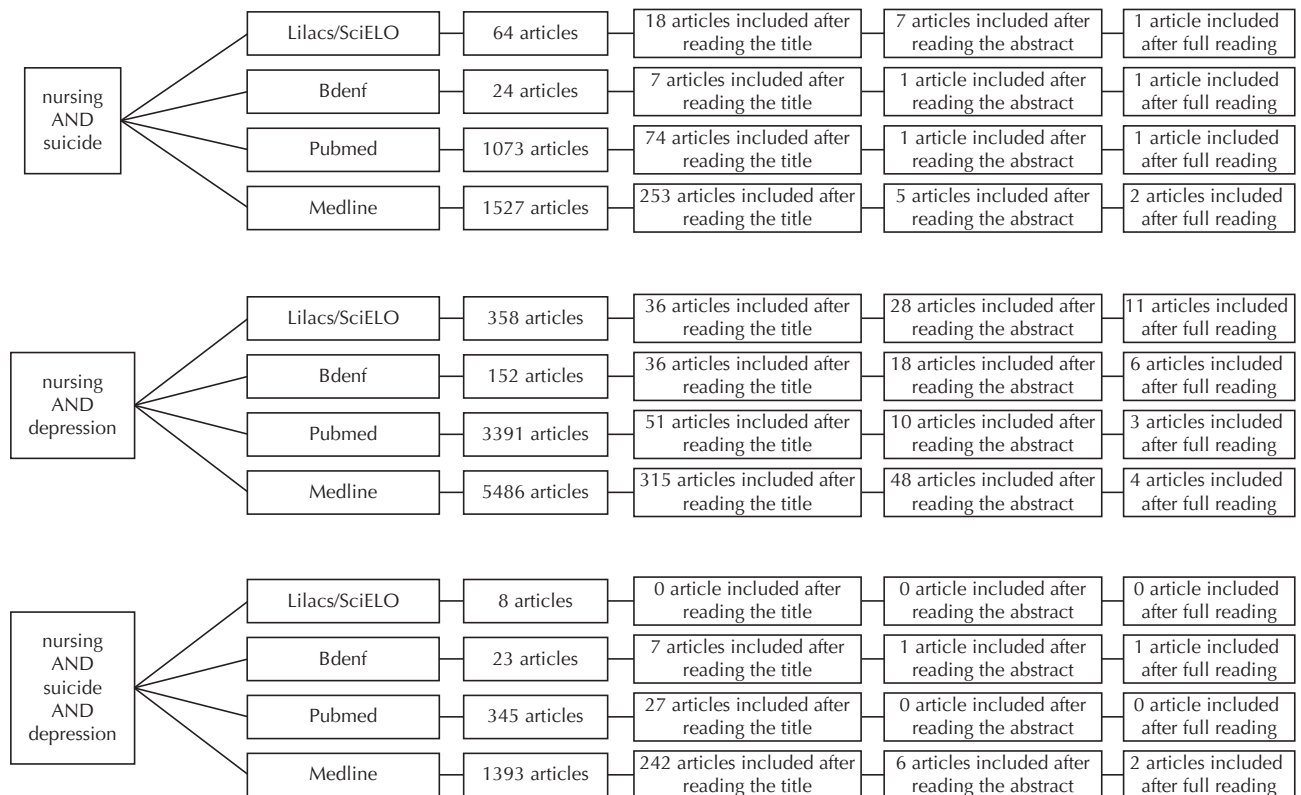 nursing
AND
suicide
Lilacs/SciELO
64 articles
18 articles included after
reading the title
7 articles included after
reading the abstract
1 article included
after full reading
Bdenf
24 articles
7 articles included after
reading the title
1 article included after
reading the abstract
1 article included
after full reading
Pubmed
1073 articles
74 articles included after
reading the title
1 article included after
reading the abstract
1 article included
after full reading
Medline
1527 articles
253 articles included after
reading the title
5 articles included after
reading the abstract
2 articles included
after full reading
nursing
AND
depression
Lilacs/SciELO
358 articles
36 articles included after
reading the title
28 articles included after
reading the abstract
11 articles included
after full reading
Bdenf
152 articles
36 articles included after
reading the title
18 articles included after
reading the abstract
6 articles included
after full reading
Pubmed
3391 articles
51 articles included after
reading the title
10 articles included after
reading the abstract
3 articles included
after full reading
Medline
5486 articles
315 articles included after
reading the title
48 articles included after
reading the abstract
4 articles included
after full reading
nursing
AND
suicide
AND
depression
Lilacs/SciELO
8 articles
0 article included after
reading the title
0 article included after
reading the abstract
0 article included
after full reading
Bdenf
23 articles
7 articles included after
reading the title
1 article included after
reading the abstract
1 article included
after full reading
Pubmed
345 articles
27 articles included after
reading the title
0 article included after
reading the abstract
0 article included
after full reading
Medline
1393 articles
242 articles included after
reading the title
6 articles included after
reading the abstract
2 articles included
after full reading